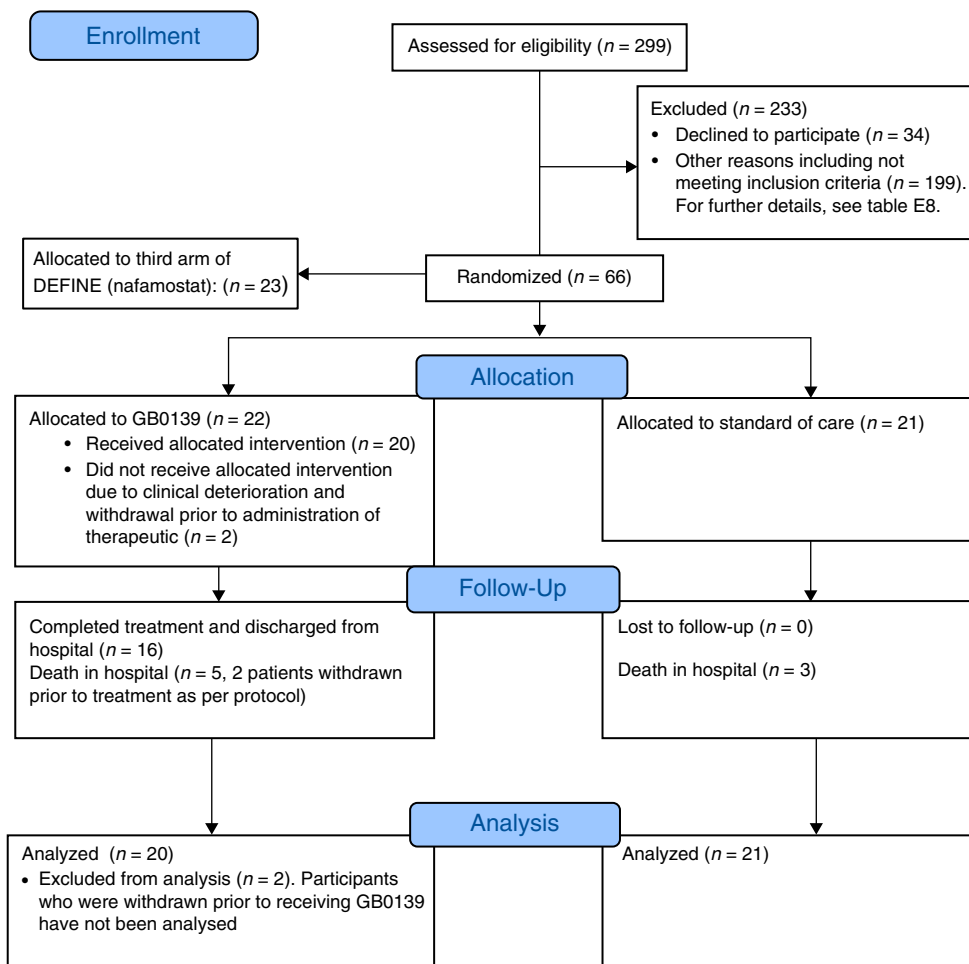 Enrollment
Assessed for eligibility (n = 299)
Excluded (n = 233)
• Declined to participate (n = 34)
• Other reasons including not
meeting inclusion criteria (n = 199).
For further details, see table E8.
Allocated to third arm of
DEFINE (nafamostat): (n = 23)
Randomized (n = 66)
Allocation
Allocated to GB0139 (n = 22)
• Received allocated intervention (n = 20)
• Did not receive allocated intervention
due to clinical deterioration and
withdrawal prior to administration of
therapeutic (n = 2)
Allocated to standard of care (n = 21)
Follow-Up
Completed treatment and discharged from
hospital (n = 16)
Death in hospital (n = 5, 2 patients withdrawn
prior to treatment as per protocol)
Lost to follow-up (n = 0)
Death in hospital (n = 3)
Analysis
Analyzed (n = 20)
• Excluded from analysis (n = 2). Participants
who were withdrawn prior to receiving GB0139
have not been analysed
Analyzed (n = 21)